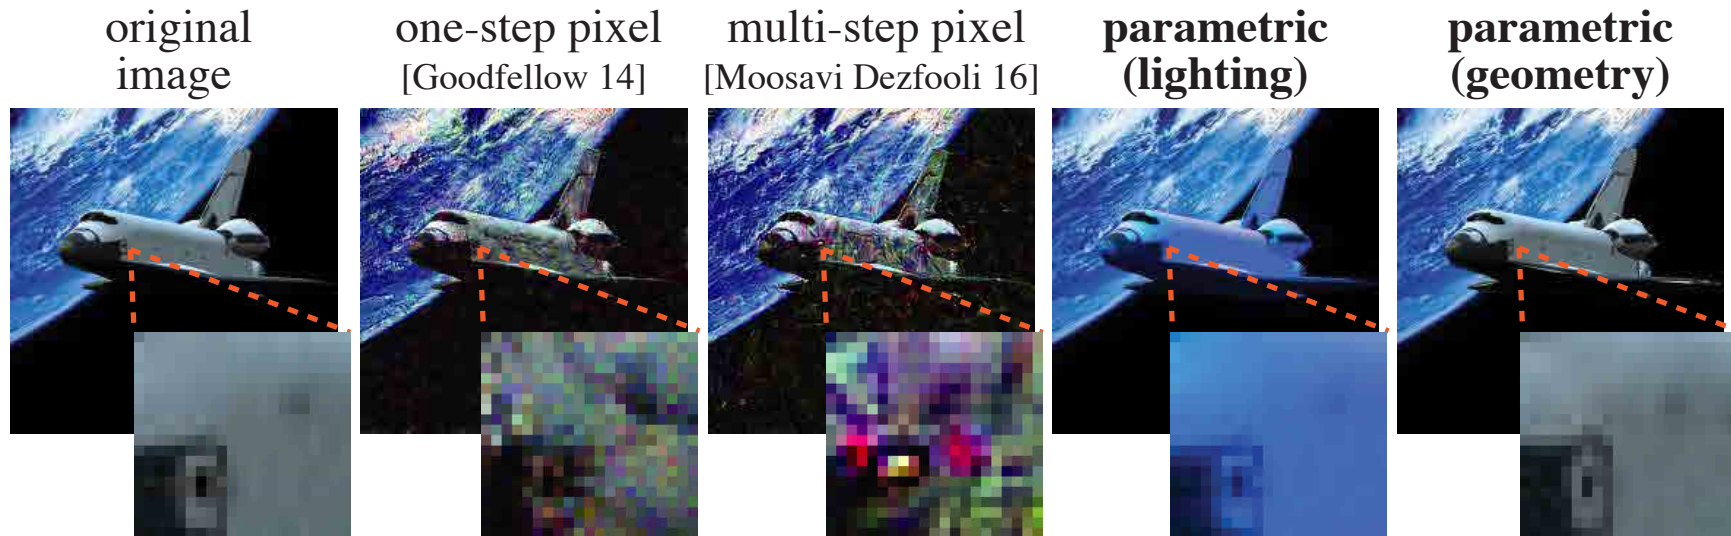 original
image
one-step pixel
[Goodfellow 14]
multi-step pixel
[Moosavi Dezfooli 16]
parametric
(lighting)
parametric
(geometry)